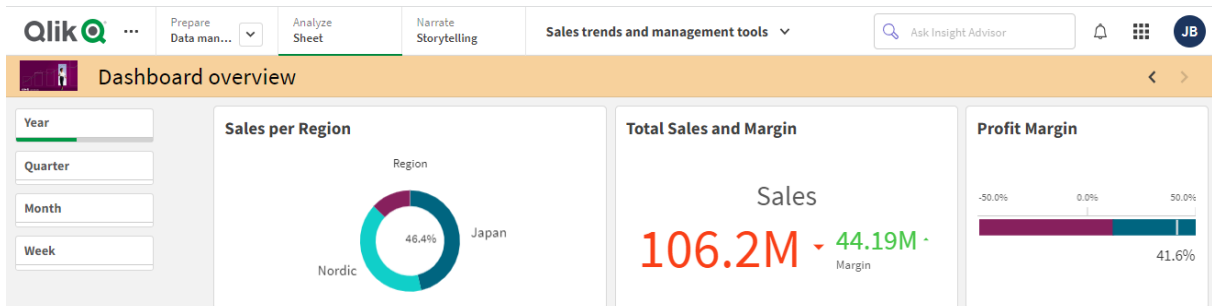 Qlik
Prepare
Data man...
Analyze
Sheet
Narrate
Storytelling
Sales trends and management tools
Ask Insight Advisor
JB
Dashboard overview
Year
Quarter
Month
Week
Sales per Region
Region
46.4%
Japan
Nordic
Total Sales and Margin
Sales
106.2M
44.19M
Margin
Profit Margin
-50.0% 0.0% 50.0%
41.6%